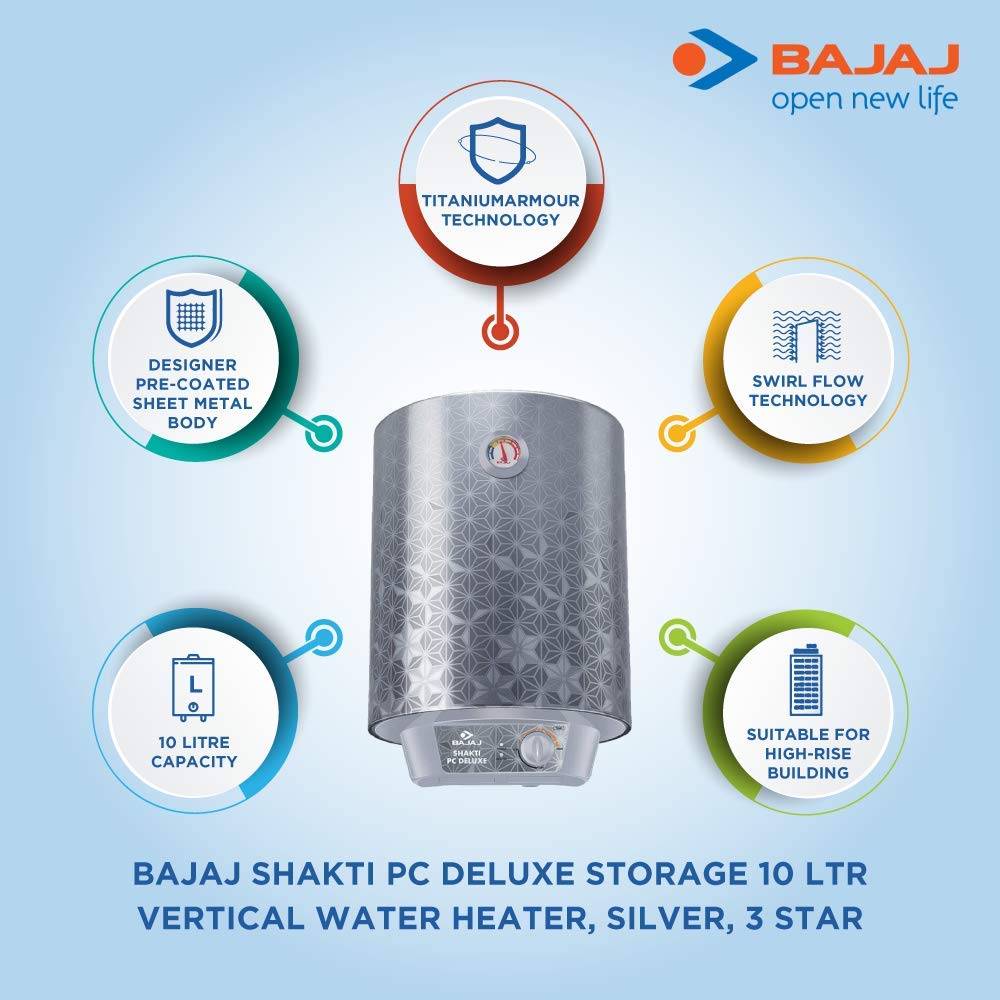 BAJAJ
open new life
TITANIUMARMOUR
TECHNOLOGY
DESIGNER
PRE-COATED
SHEET METAL
BODY
SWIRL FLOW
TECHNOLOGY
BAJAJ
L
10 LITRE
CAPACITY
SUITABLE FOR
HIGH-RISE
BUILDING
BAJAJ
SHAKTI
PC DELUXE
BAJAJ SHAKTI PC DELUXE STORAGE 10 LTR
VERTICAL WATER HEATER, SILVER, 3 STAR